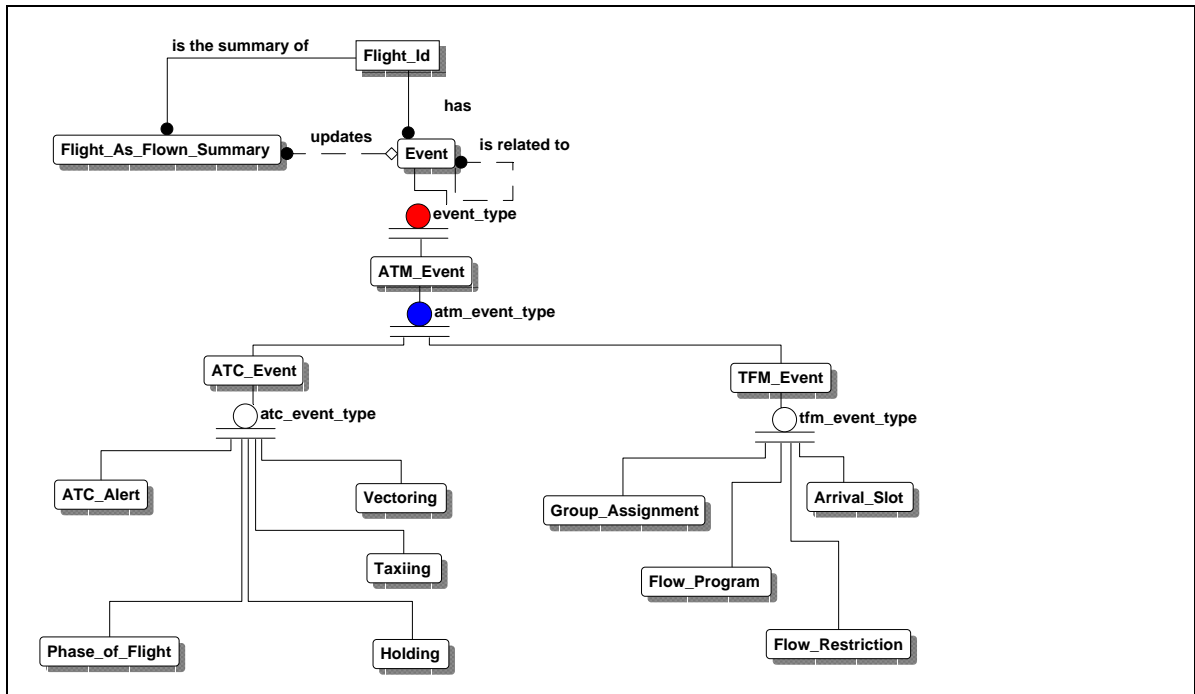 is the summary of
Flight_Id
has
Flight_As_Flown_Summary
updates
Event
is related to
event_type
ATM_Event
atm_event_type
ATC_Event
TFM_Event
atc_event_type
tfm_event_type
ATC_Alert
Vectoring
Group_Assignment
Arrival_Slot
Taxiing
Flow_Program
Phase_of_Flight
Holding
Flow_Restriction